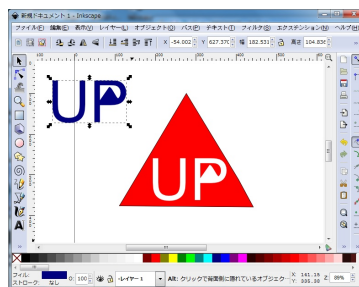 新規ドキュメント 1 - Inkscape
ファイル(F) 編集(E) 表示(V) レイヤー(L) オブジェクト(O) パス(P) テキスト(T) フィルタ(S) エクステンション(N) ヘルプ(H)
X -54.002 Y 627.370 幅 182.531 高さ 104.836
UP
UP
フィル:
ストローク: なし
O: 100
レイヤー 1
Alt: クリックで背面側に隠れているオブジェク
X: 141.18
Z: 88%